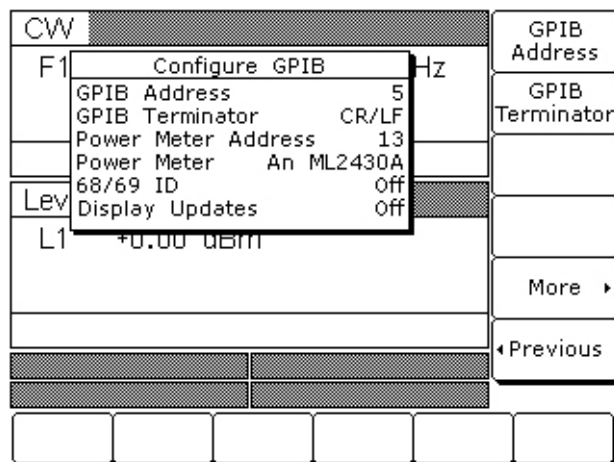 CW
F1
Hz
Configure GPIB
GPIB Address 5
GPIB Terminator CR/LF
Power Meter Address 13
Power Meter An ML2430A
68/69 ID Off
Display Updates Off
Lev
L1 +0.00 dBm
GPIB
Address
GPIB
Terminator
More
Previous